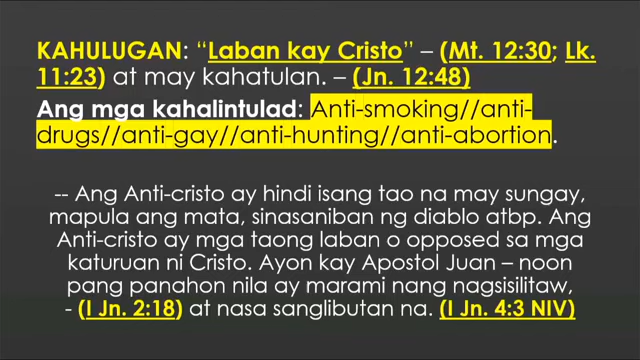 KAHULUGAN: “Laban kay Cristo” – (Mt. 12:30; Lk.
11:23) at may kahatulan. – (Jn. 12:48)
Ang mga kahalintulad: Anti-smoking//anti-
drugs//anti-gay//anti-hunting//anti-abortion.
-- Ang Anti-cristo ay hindi isang tao na may sungay,
mapula ang mata, sinasaniban ng diablo atbp. Ang
Anti-cristo ay mga taong laban o opposed sa mga
katuruan ni Cristo. Ayon kay Apostol Juan – noon
pang panahon nila ay marami nang nagsisilitaw,
- (I Jn. 2:18) at nasa sanglibutan na. (I Jn. 4:3 NIV)